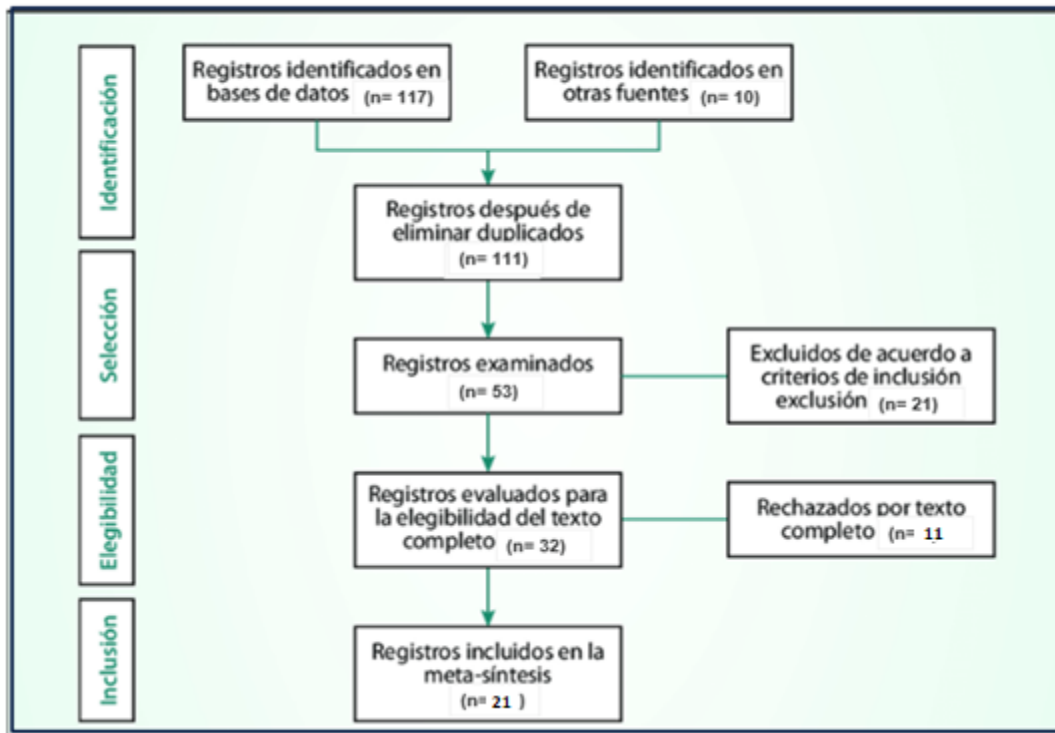 Identificación
Registros identificados en
bases de datos (n= 117)
Registros identificados en
otras fuentes (n= 10)
Registros después de
eliminar duplicados
(n= 111)
Selección
Registros examinados
(n= 53)
Excluidos de acuerdo a
criterios de inclusión
exclusión (n= 21)
Elegibilidad
Registros evaluados para
la elegibilidad del texto
completo (n= 32)
Rechazados por texto
completo (n= 11
Inclusión
Registros incluidos en la
meta-síntesis
(n= 21 )